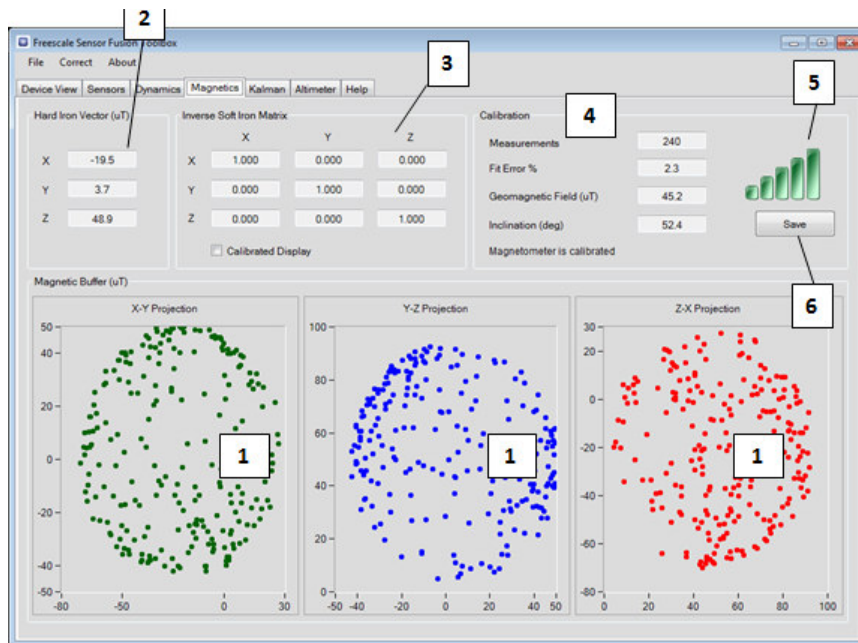 2
Freescale Sensor Fusion Toolbox
File Correct About
3
Device View Sensors Dynamics Magnetics Kalman Altimeter Help
5
Hard Iron Vector (uT) Inverse Soft Iron Matrix Calibration
4
X Y Z
Measurements 240
X -19.5 X 1.000 0.000 0.000
Fit Error % 2.3
Y 3.7 Y 0.000 1.000 0.000
Geomagnetic Field (uT) 45.2
Z 48.9 Z 0.000 0.000 1.000
Inclination (deg) 52.4
Save
Calibrated Display
Magnetometer is calibrated
6
Magnetic Buffer (uT)
X-Y Projection
50
40
20
0
-20
-40
-50
-80 -50 0 30
1
Y-Z Projection
100
80
60
40
20
0
-50 -40 -20 0 20 40 50
1
Z-X Projection
30
20
0
-20
-40
-60
-80
0 20 40 60 80 100
1